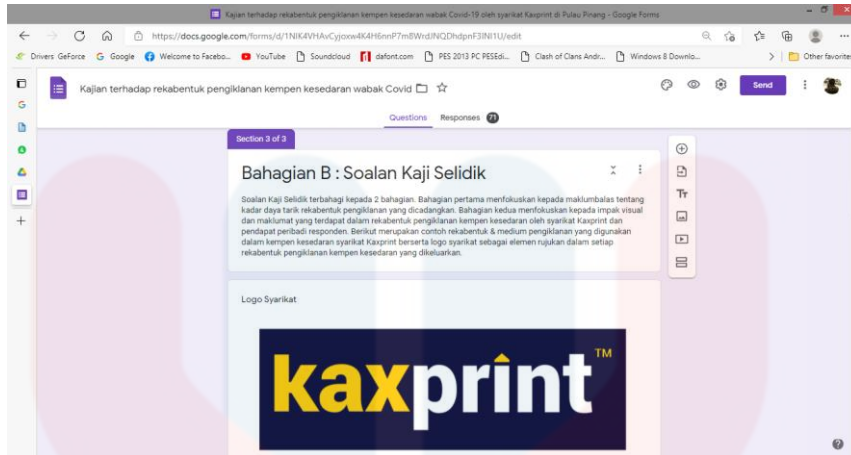 Kajian terhadap rekabentuk pengiklanan kempen kesedaran wabak Covid-19 oleh syarikat Kaxprint di Pulau Pinang - Google Forms
https://docs.google.com/forms/d/1NIK4VHAvCyjoxw4K4H6nnP7m8WrdJNQDhdpnF3INI1U/edit
Drivers GeForce Google Welcome to Facebo... YouTube Soundcloud dafont.com PES 2013 PC PESEdi... Clash of Clans Andr... Windows 8 Downlo... Other favorites
Kajian terhadap rekabentuk pengiklanan kempen kesedaran wabak Covid
Send
Questions Responses 71
Section 3 of 3
Bahagian B : Soalan Kaji Selidik
Soalan Kaji Selidik terbahagi kepada 2 bahagian. Bahagian pertama menfokuskan kepada maklumbalas tentang
kadar daya tarik rekabentuk pengiklanan yang dicadangkan. Bahagian kedua menfokuskan kepada impak visual
dan maklumat yang terdapat dalam rekabentuk pengiklanan kempen kesedaran oleh syarikat Kaxprint dan
pendapat peribadi responden. Berikut merupakan contoh rekabentuk & medium pengiklanan yang digunakan
dalam kempen kesedaran syarikat Kaxprint berserta logo syarikat sebagai elemen rujukan dalam setiap
rekabentuk pengiklanan kempen kesedaran yang dikeluarkan.
Tт
Logo Syarikat
kaxprint™